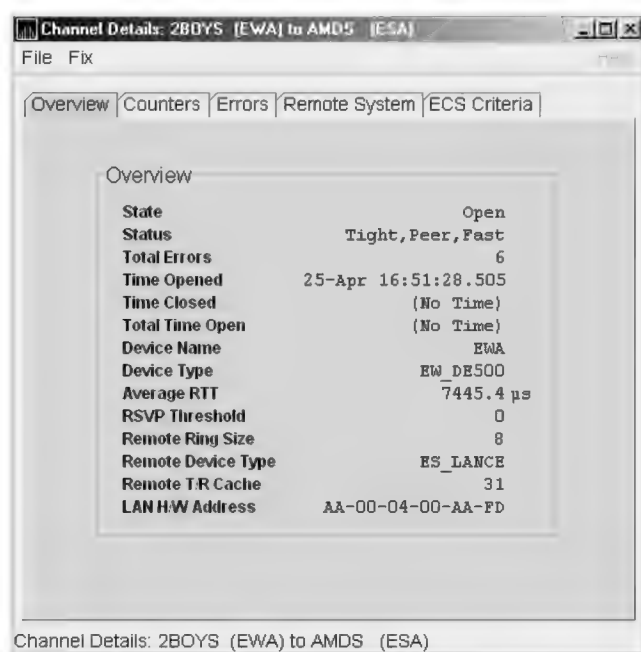 Channel Details: 2BOYS (EWA) to AMDS (ESA)
File Fix
Overview Counters Errors Remote System ECS Criteria
Overview
State Open
Status Tight,Peer,Fast
Total Errors 6
Time Opened 25-Apr 16:51:28.505
Time Closed (No Time)
Total Time Open (No Time)
Device Name EWA
Device Type EW_DE500
Average RTT 7445.4 µs
RSVP Threshold 0
Remote Ring Size 8
Remote Device Type ES_LANCE
Remote T/R Cache 31
LAN H/W Address AA-00-04-00-AA-FD
Channel Details: 2BOYS (EWA) to AMDS (ESA)